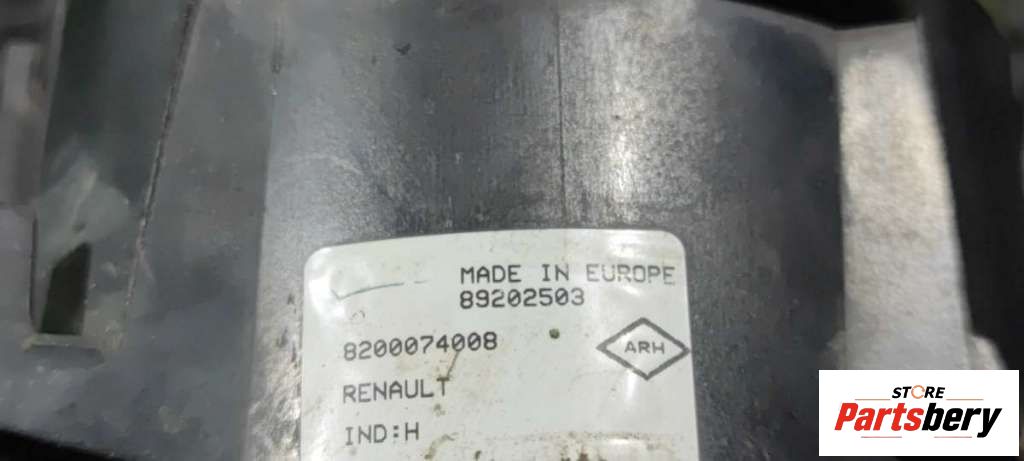 MADE IN EUROPE
89202503
8200074008
ARH
RENAULT
IND:H
STORE
Partsbery